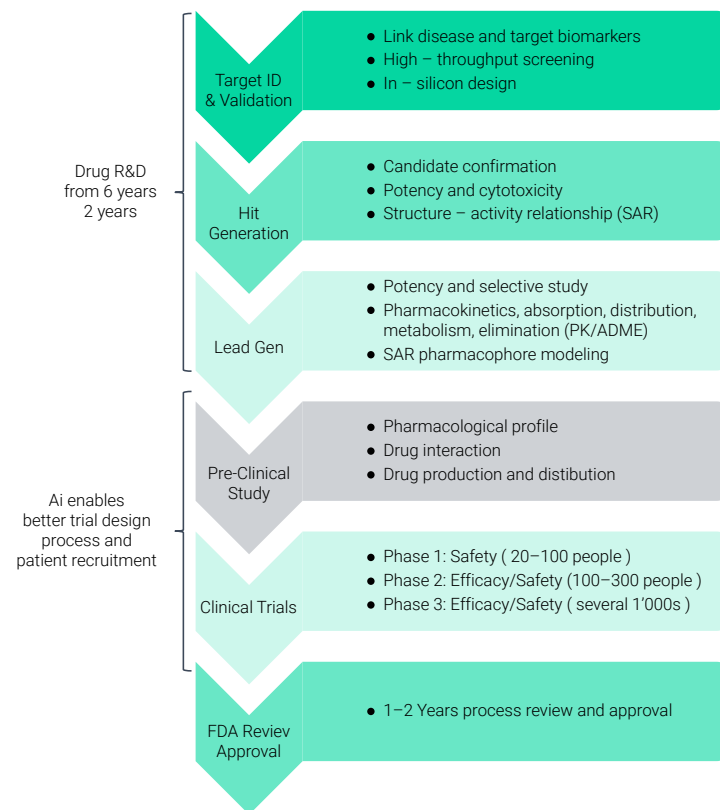 Drug R&D
from 6 years
2 years
Target ID
& Validation
● Link disease and target biomarkers
● High – throughput screening
● In – silicon design
Hit
Generation
● Candidate confirmation
● Potency and cytotoxicity
● Structure – activity relationship (SAR)
Lead Gen
● Potency and selective study
● Pharmacokinetics, absorption, distribution,
metabolism, elimination (PK/ADME)
● SAR pharmacophore modeling
Ai enables
better trial design
process and
patient recruitment
Pre-Clinical
Study
● Pharmacological profile
● Drug interaction
● Drug production and distibution
Clinical Trials
● Phase 1: Safety ( 20–100 people )
● Phase 2: Efficacy/Safety (100–300 people )
● Phase 3: Efficacy/Safety ( several 1’000s )
FDA Reviev
Approval
● 1–2 Years process review and approval